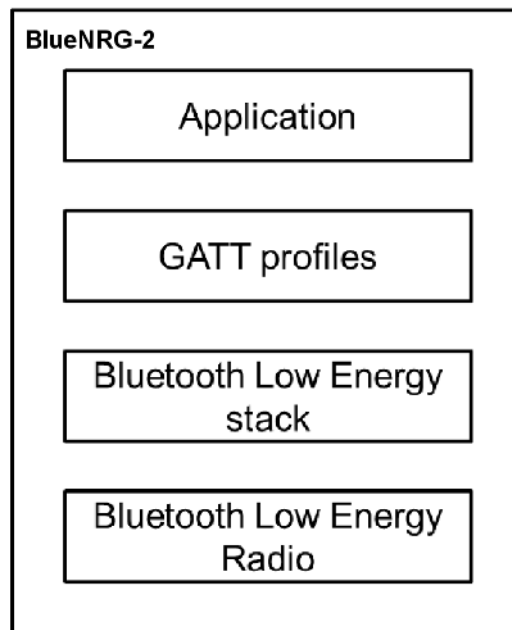 BlueNRG-2
Application
GATT profiles
Bluetooth Low Energy
stack
Bluetooth Low Energy
Radio